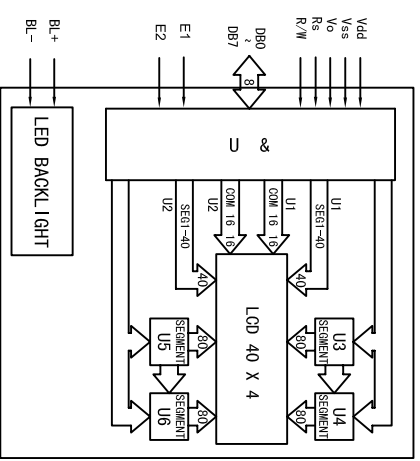 BL-
BL+
E2
E1
DB7
~
DB0
8
R/W
Rs
Vo
Vss
Vdd
LED BACKLIGHT
U &
U2
SEG1-40
U2
COM 16
16
U1
COM 16
16
U1
SEG1-40
40
40
LCD 40 X 4
SEGMENT
U5
80
80
SEGMENT
U3
SEGMENT
U6
80
80
SEGMENT
U4